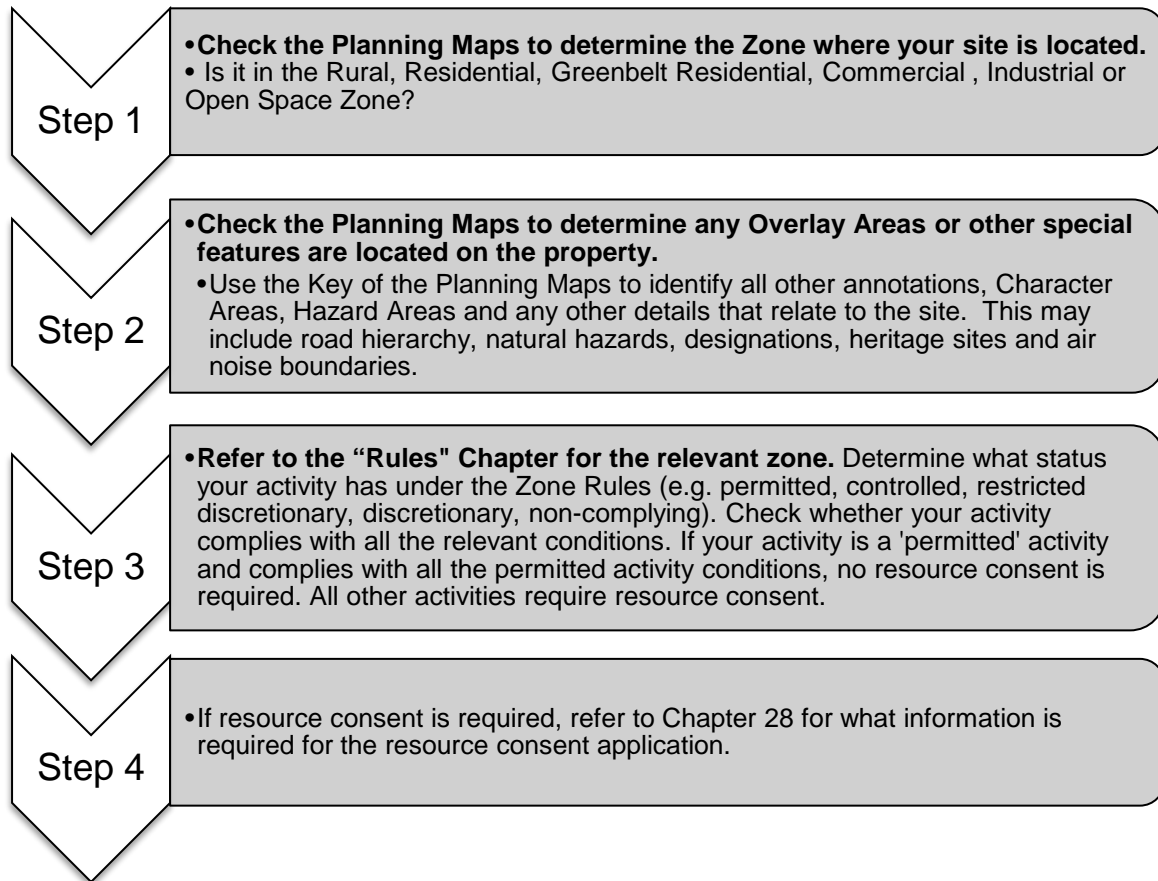 Step 1
•Check the Planning Maps to determine the Zone where your site is located.
• Is it in the Rural, Residential, Greenbelt Residential, Commercial , Industrial or
Open Space Zone?
Step 2
•Check the Planning Maps to determine any Overlay Areas or other special
features are located on the property.
•Use the Key of the Planning Maps to identify all other annotations, Character
Areas, Hazard Areas and any other details that relate to the site.  This may
include road hierarchy, natural hazards, designations, heritage sites and air
noise boundaries.
Step 3
•Refer to the “Rules" Chapter for the relevant zone. Determine what status
your activity has under the Zone Rules (e.g. permitted, controlled, restricted
discretionary, discretionary, non-complying). Check whether your activity
complies with all the relevant conditions. If your activity is a 'permitted' activity
and complies with all the permitted activity conditions, no resource consent is
required. All other activities require resource consent.
Step 4
•If resource consent is required, refer to Chapter 28 for what information is
required for the resource consent application.